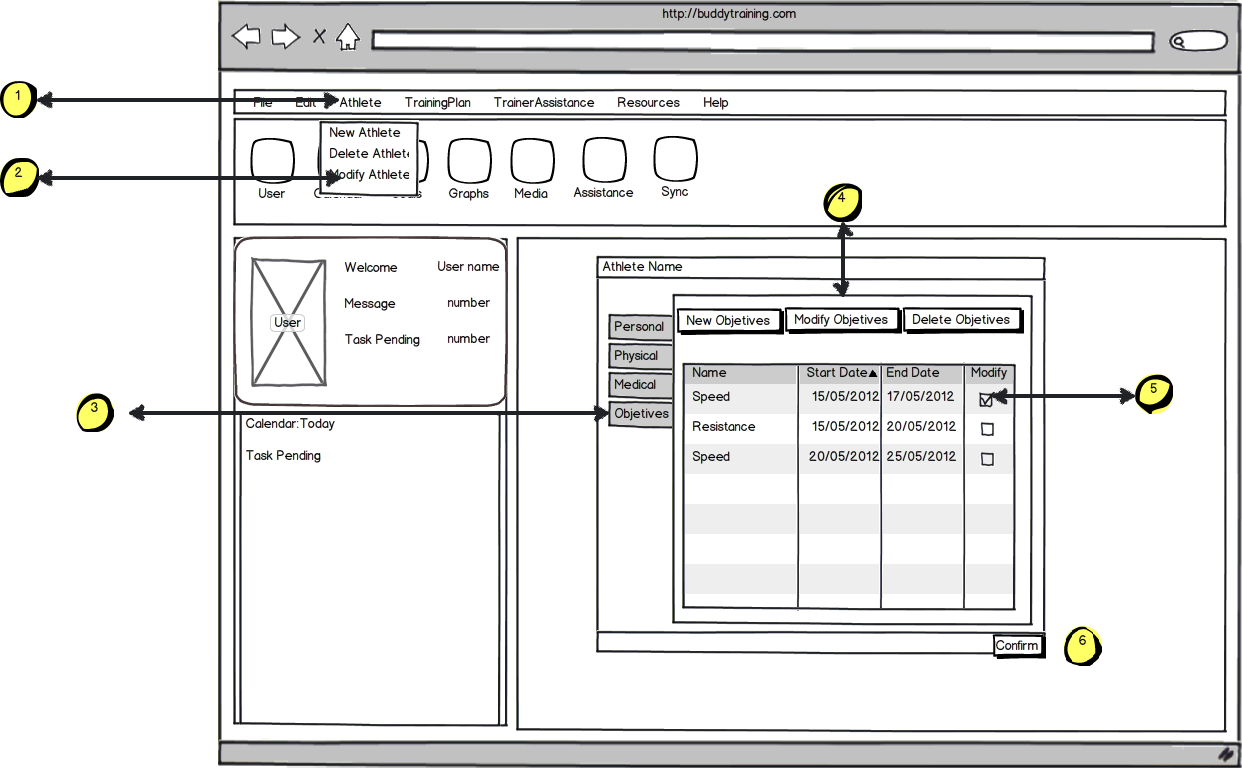 http://buddytraining.com
1
File Edit Athlete TrainingPlan TrainerAssistance Resources Help
New Athlete
Delete Athlete
2
Modify Athlete
User Graphs Media Assistance Sync
4
Welcome User name
Athlete Name
Message number
User
Task Pending number
New Objetives Modify Objetives Delete Objetives
Personal
Physical
Medical
3
Objetives
Name Start Date▲ End Date Modify
Speed 15/05/2012 17/05/2012
5
Resistance 15/05/2012 20/05/2012
Speed 20/05/2012 25/05/2012
Calendar:Today
Task Pending
Confirm
6